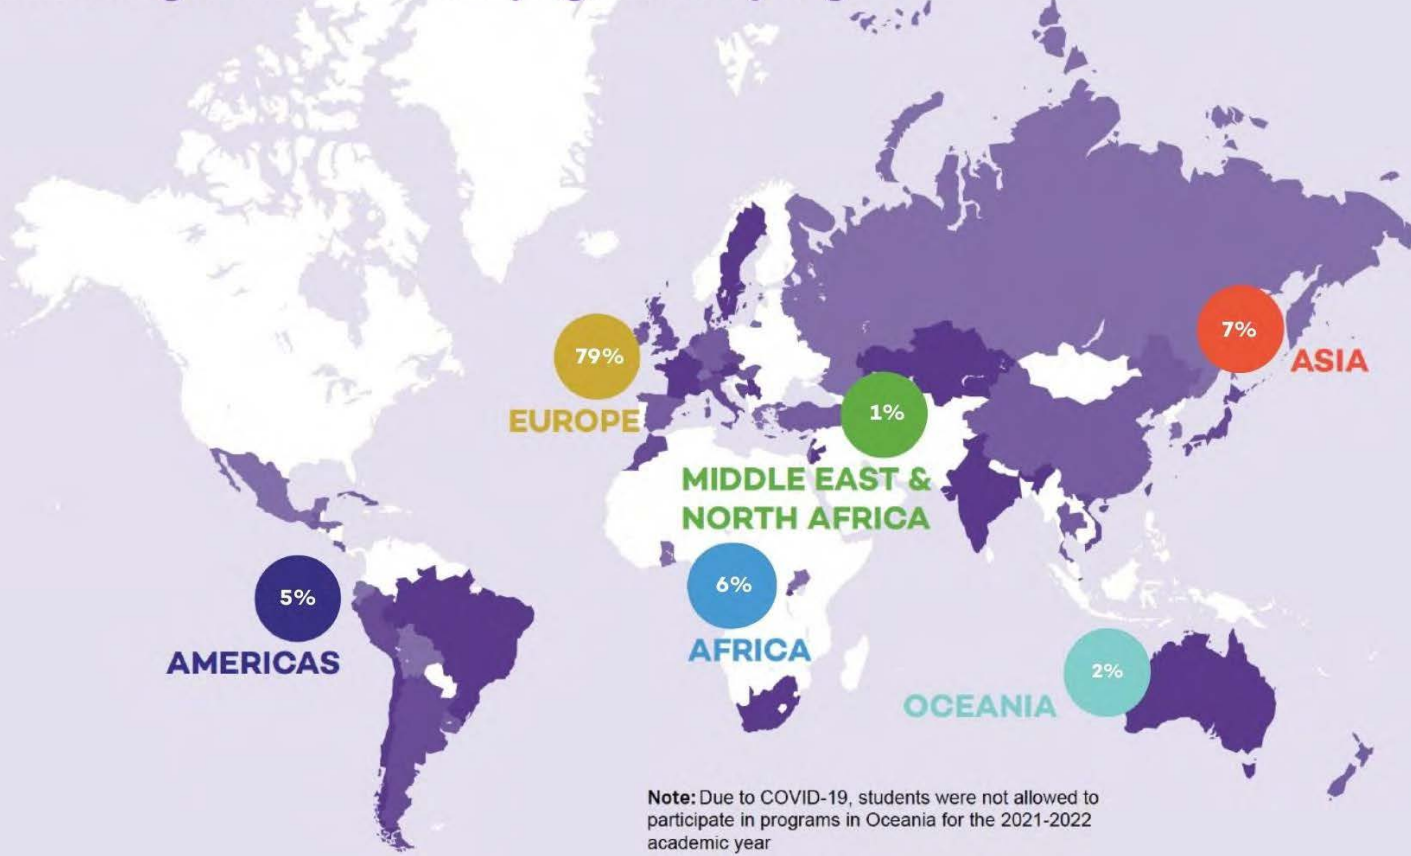 7%
ASIA
79%
EUROPE
1%
MIDDLE EAST &
NORTH AFRICA
5%
AMERICAS
6%
AFRICA
2%
OCEANIA
Note: Due to COVID-19, students were not allowed to
participate in programs in Oceania for the 2021-2022
academic year